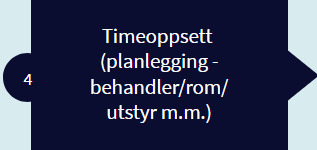 4
Timeoppsett
(planlegging -
behandler/rom/
utstyr m.m.)